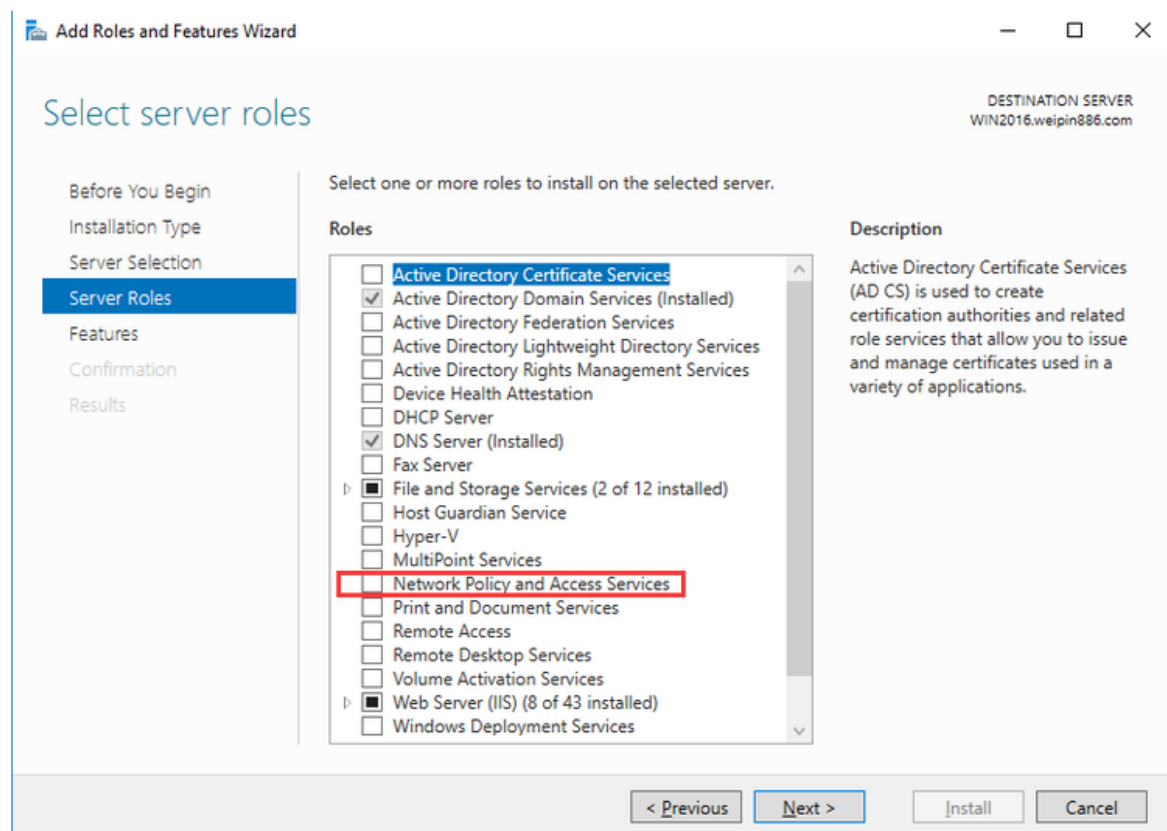 Add Roles and Features Wizard
Select server roles
DESTINATION SERVER
WIN2016.weipin886.com
Before You Begin
Installation Type
Server Selection
Server Roles
Features
Confirmation
Results
Select one or more roles to install on the selected server.
Roles
Active Directory Certificate Services
Active Directory Domain Services (Installed)
Active Directory Federation Services
Active Directory Lightweight Directory Services
Active Directory Rights Management Services
Device Health Attestation
DHCP Server
DNS Server (Installed)
Fax Server
File and Storage Services (2 of 12 installed)
Host Guardian Service
Hyper-V
MultiPoint Services
Network Policy and Access Services
Print and Document Services
Remote Access
Remote Desktop Services
Volume Activation Services
Web Server (IIS) (8 of 43 installed)
Windows Deployment Services
Description
Active Directory Certificate Services
(AD CS) is used to create
certification authorities and related
role services that allow you to issue
and manage certificates used in a
variety of applications.
< Previous
Next >
Install
Cancel